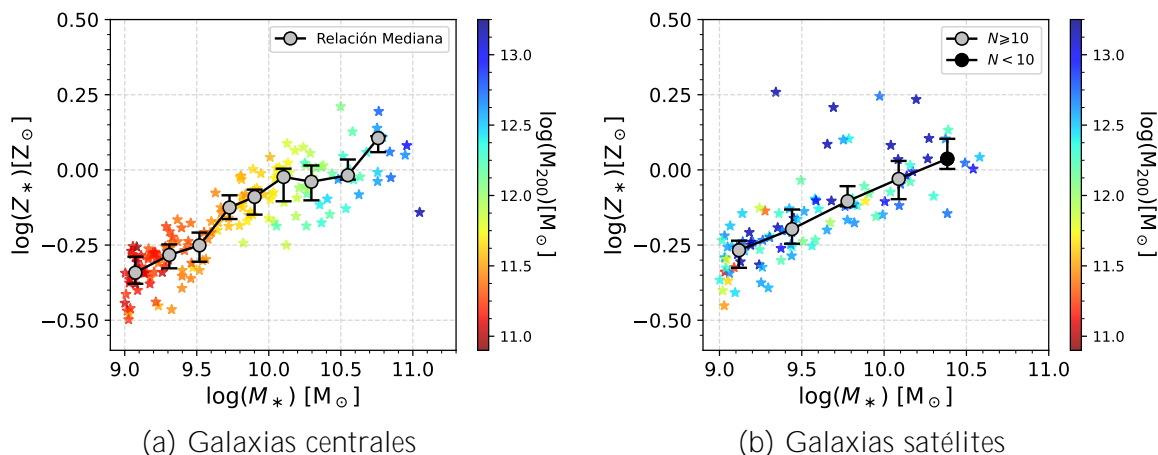 0.50
0.25
0.00
−0.25
−0.50
log(Z∗)[Z⊙]
9.0 9.5 10.0 10.5 11.0
log(M∗) [M⊙]
Relación Mediana
13.0
12.5
12.0
11.5
11.0
log(M200)[M⊙]
(a) Galaxias centrales
0.50
0.25
0.00
−0.25
−0.50
log(Z∗)[Z⊙]
9.0 9.5 10.0 10.5 11.0
log(M∗) [M⊙]
N⩾10
N < 10
13.0
12.5
12.0
11.5
11.0
log(M200)[M⊙]
(b) Galaxias satélites